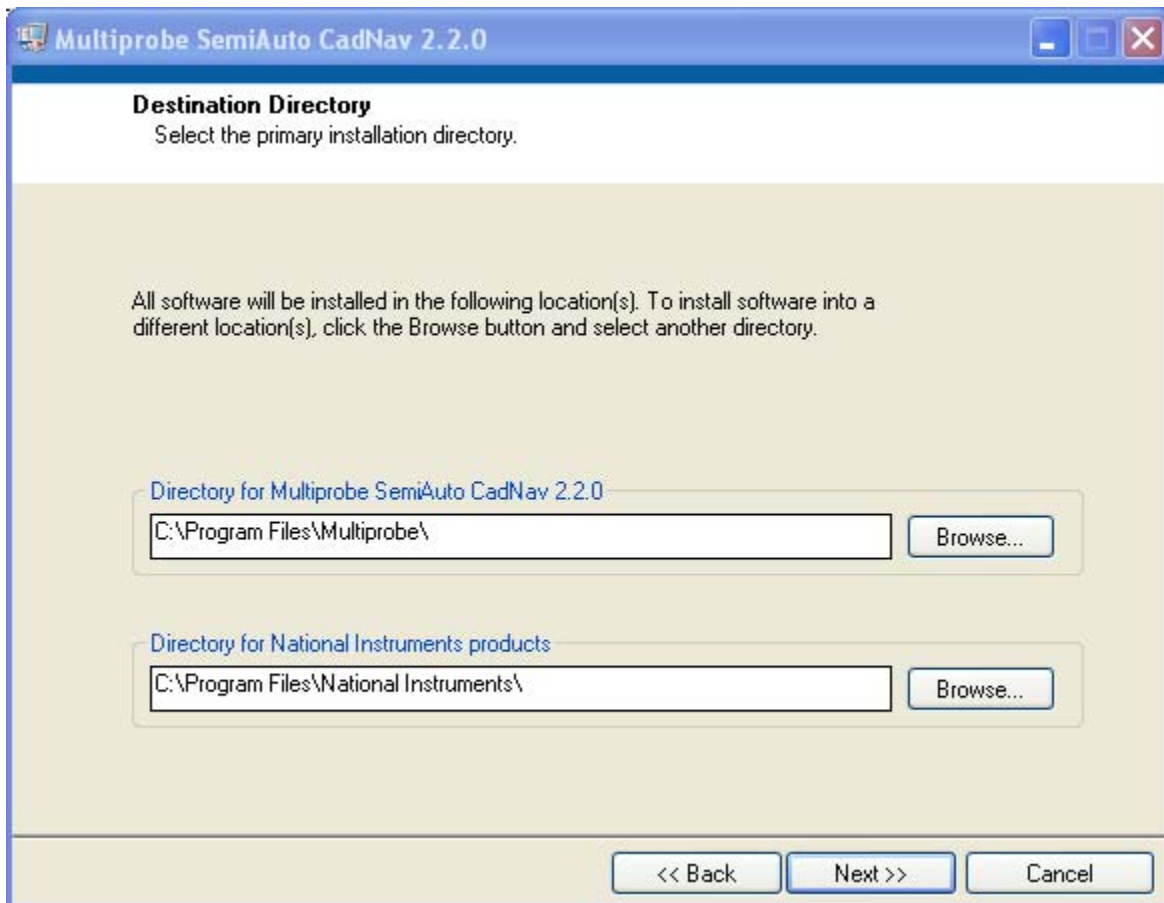 Multiprobe SemiAuto CadNav 2.2.0
Destination Directory
Select the primary installation directory.
All software will be installed in the following location(s). To install software into a
different location(s), click the Browse button and select another directory.
Directory for Multiprobe SemiAuto CadNav 2.2.0
C:\Program Files\Multiprobe\
Browse...
Directory for National Instruments products
C:\Program Files\National Instruments\
Browse...
<< Back
Next >>
Cancel